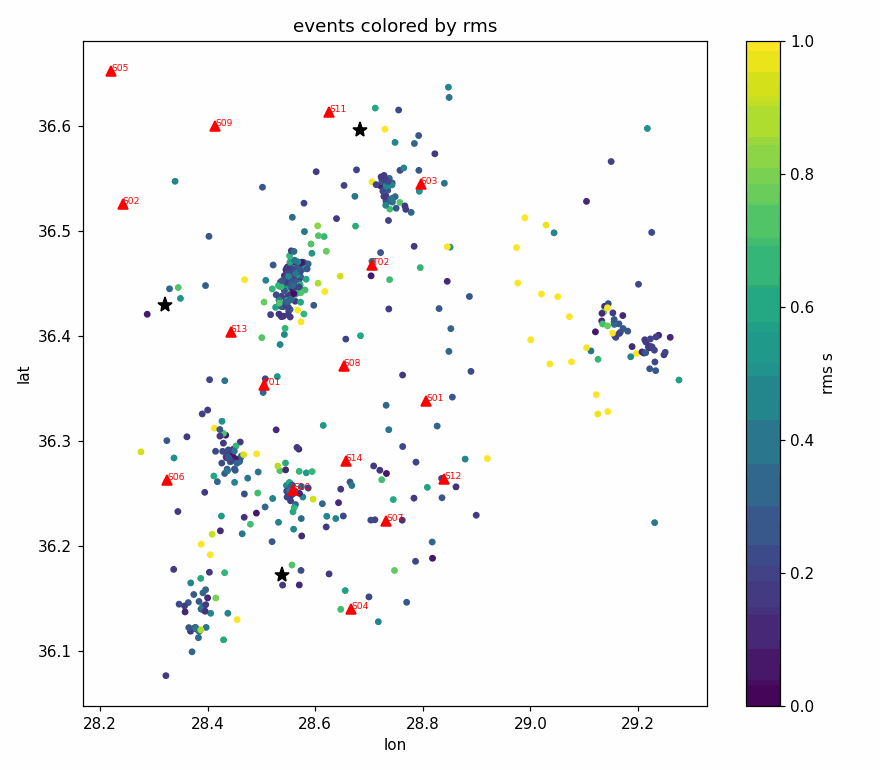 events colored by rms
S05
S11
S09
S03
S02
T02
S13
S08
T01
S01
S14
S06
S12
S07
S04
36.6
36.5
36.4
36.3
36.2
36.1
28.2
28.4
28.6
28.8
29.0
29.2
lon
lat
1.0
0.8
0.6
0.4
0.2
0.0
rms s